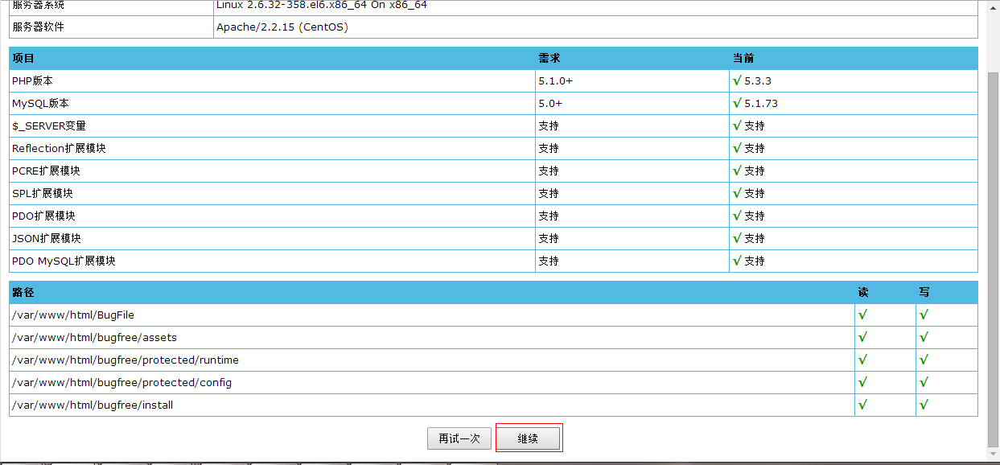 服务器系统 Linux 2.6.32-358.el6.x86_64 On x86_64
服务器软件 Apache/2.2.15 (CentOS)
项目 需求 当前
PHP版本 5.1.0+ √ 5.3.3
MySQL版本 5.0+ √ 5.1.73
$_SERVER变量 支持 √ 支持
Reflection扩展模块 支持 √ 支持
PCRE扩展模块 支持 √ 支持
SPL扩展模块 支持 √ 支持
PDO扩展模块 支持 √ 支持
JSON扩展模块 支持 √ 支持
PDO MySQL扩展模块 支持 √ 支持
路径 读 写
/var/www/html/BugFile √ √
/var/www/html/bugfree/assets √ √
/var/www/html/bugfree/protected/runtime √ √
/var/www/html/bugfree/protected/config √ √
/var/www/html/bugfree/install √ √
再试一次 继续